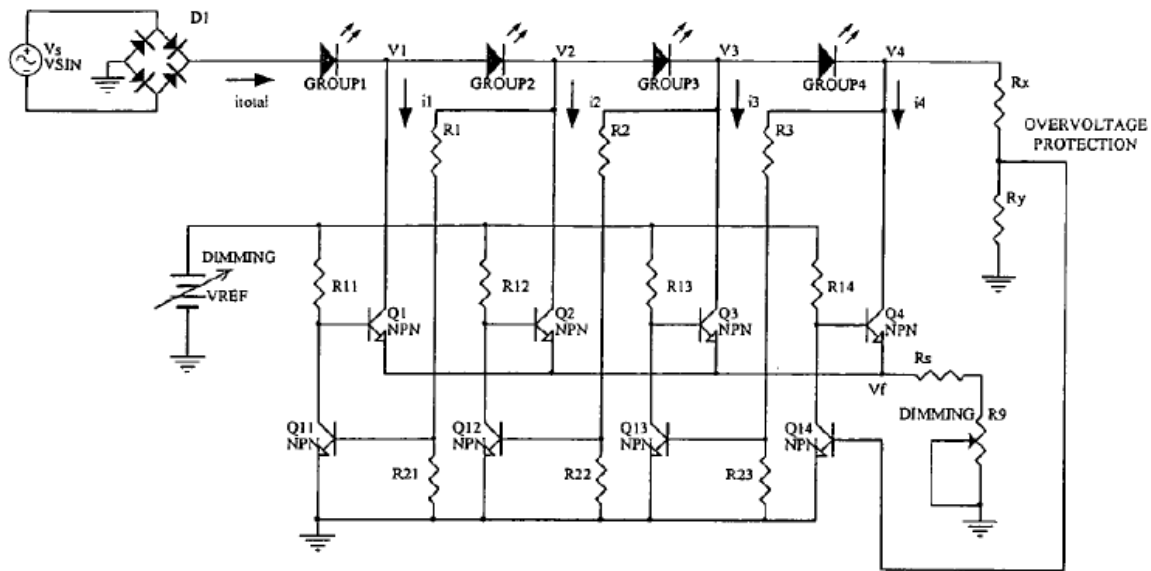 D1
Vs
VSIN
itotal
GROUP1
V1
GROUP2
V2
GROUP3
V3
GROUP4
V4
i1
i2
i3
i4
R1
R2
R3
Rx
OVERVOLTAGE
PROTECTION
Ry
DIMMING
VREF
R11
R12
R13
R14
Q1
NPN
Q2
NPN
Q3
NPN
Q4
NPN
Rs
Vf
DIMMING
R9
Q11
NPN
Q12
NPN
Q13
NPN
Q14
NPN
R21
R22
R23